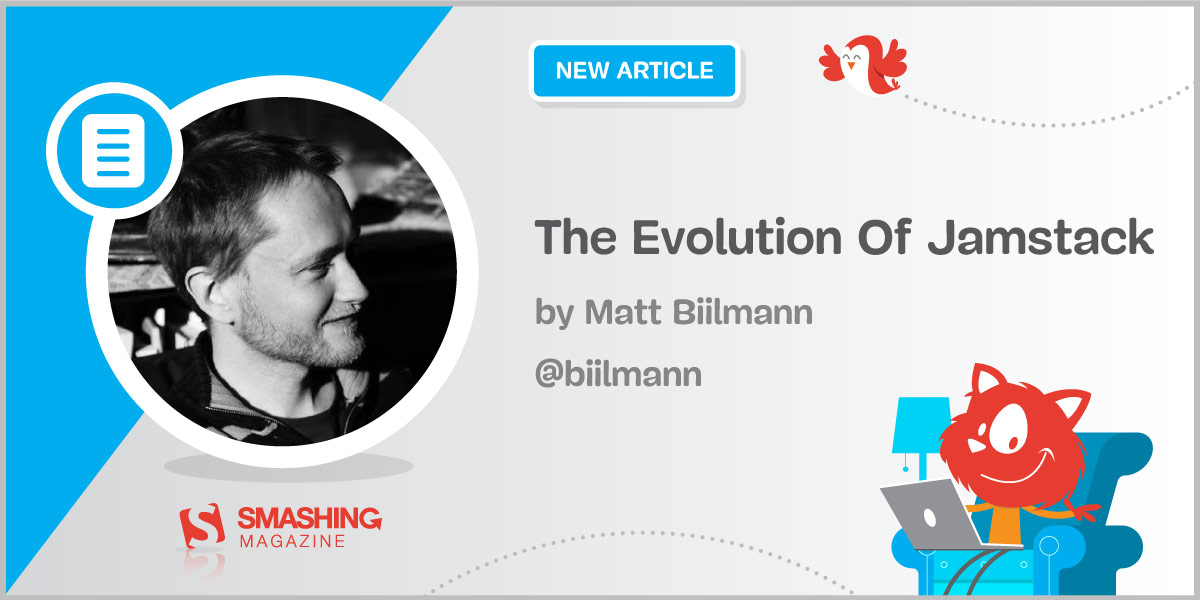 NEW ARTICLE
The Evolution Of Jamstack
by Matt Biilmann
@biilmann
SMASHING
MAGAZINE